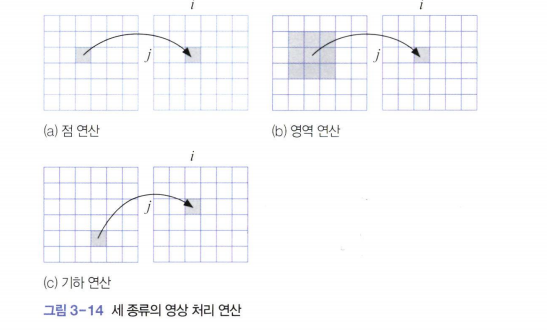 i
i
j
j
(a) 점 연산
(b) 영역 연산
i
j
(c) 기하 연산
그림 3-14 세 종류의 영상 처리 연산